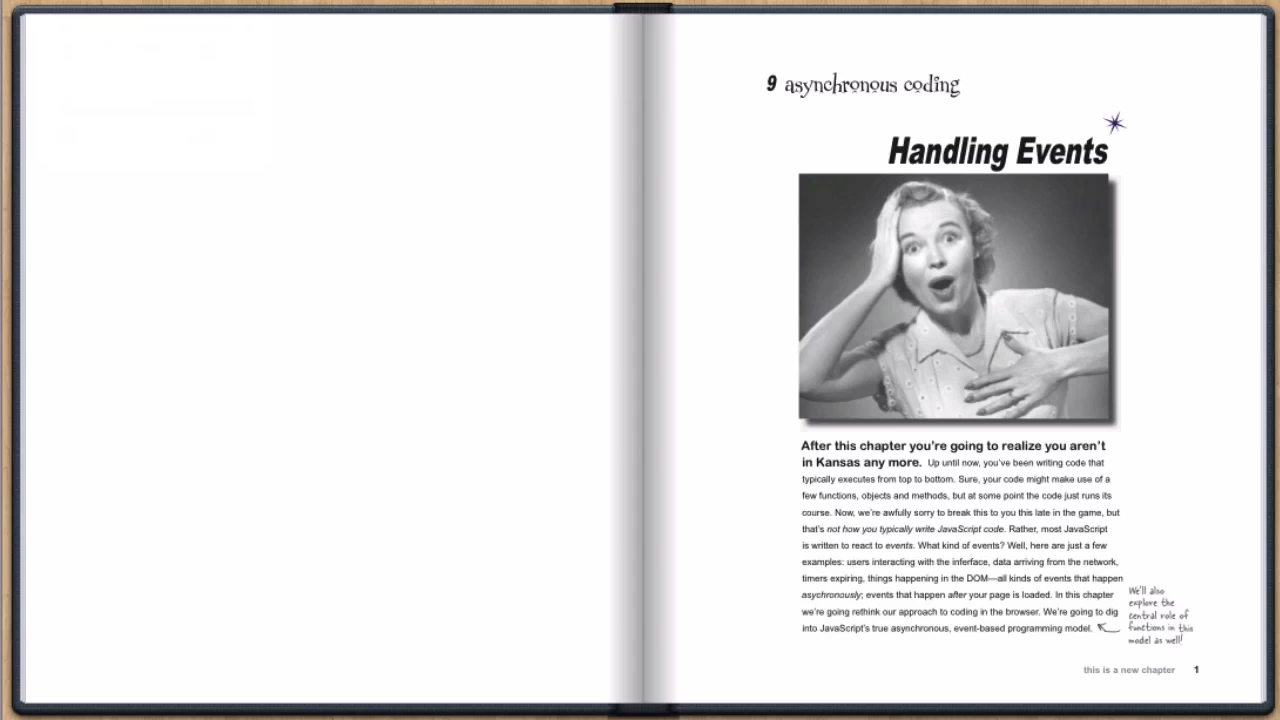 9 asynchronous coding
Handling Events
After this chapter you're going to realize you aren't
in Kansas any more. Up until now, you've been writing code that
typically executes from top to bottom. Sure, your code might make use of a
few functions, objects and methods, but at some point the code just runs its
course. Now, we're awfully sorry to break this to you this late in the game, but
that's not how you typically write JavaScript code. Rather, most JavaScript
is written to react to events. What kind of events? Well, here are just a few
examples: users interacting with the inferface, data arriving from the network,
timers expiring, things happening in the DOM—all kinds of events that happen
asychronously; events that happen after your page is loaded. In this chapter
we're going rethink our approach to coding in the browser. We're going to dig
into JavaScript's true asynchronous, event-based programming model.
We'll also
explore the
central role of
functions in this
model as well!
this is a new chapter 1